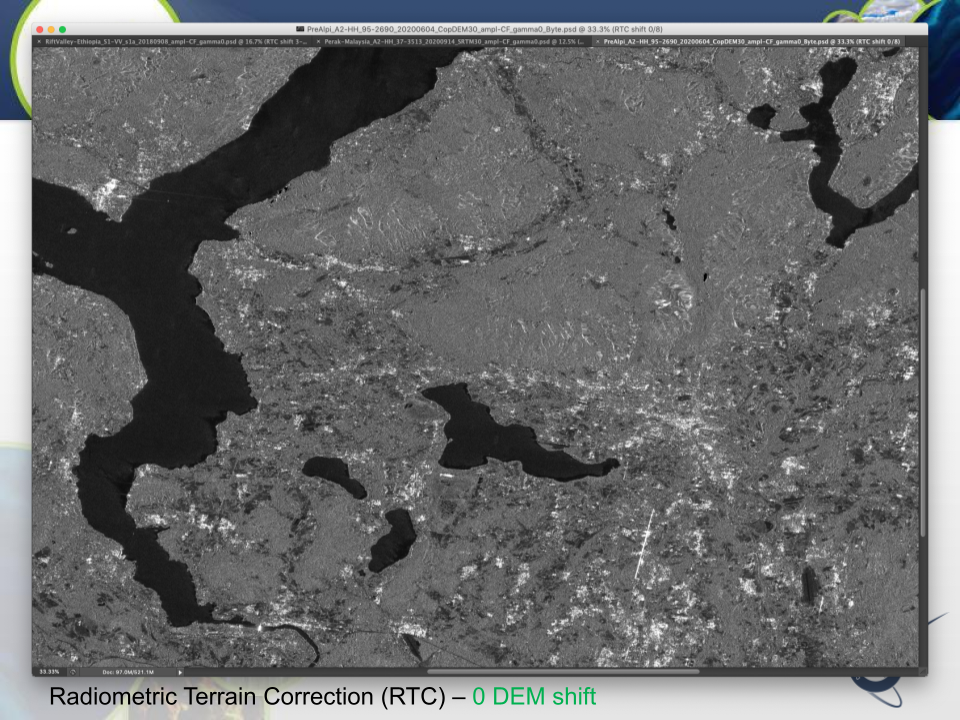 PreAlpi_A2-HH_95-2690_20200604_CopDEM30_ampl-CF_gamma0_Byte.psd @ 33.3% (RTC shift 0/8)
× RiftValley-Ethiopia_S1-VV_s1a_20180908_ampl-CF_gamma0.psd @ 16.7% (RTC shift 3-... × Perak-Malaysia_A2-HH_37-3513_20200914_SRTM30_ampl-CF_gamma0.psd @ 12.5% (... × PreAlpi_A2-HH_95-2690_20200604_CopDEM30_ampl-CF_gamma0_Byte.psd @ 33.3% (RTC shift 0/8)
33.33% Doc: 97.0M/621.1M
Radiometric Terrain Correction (RTC) – 0 DEM shift